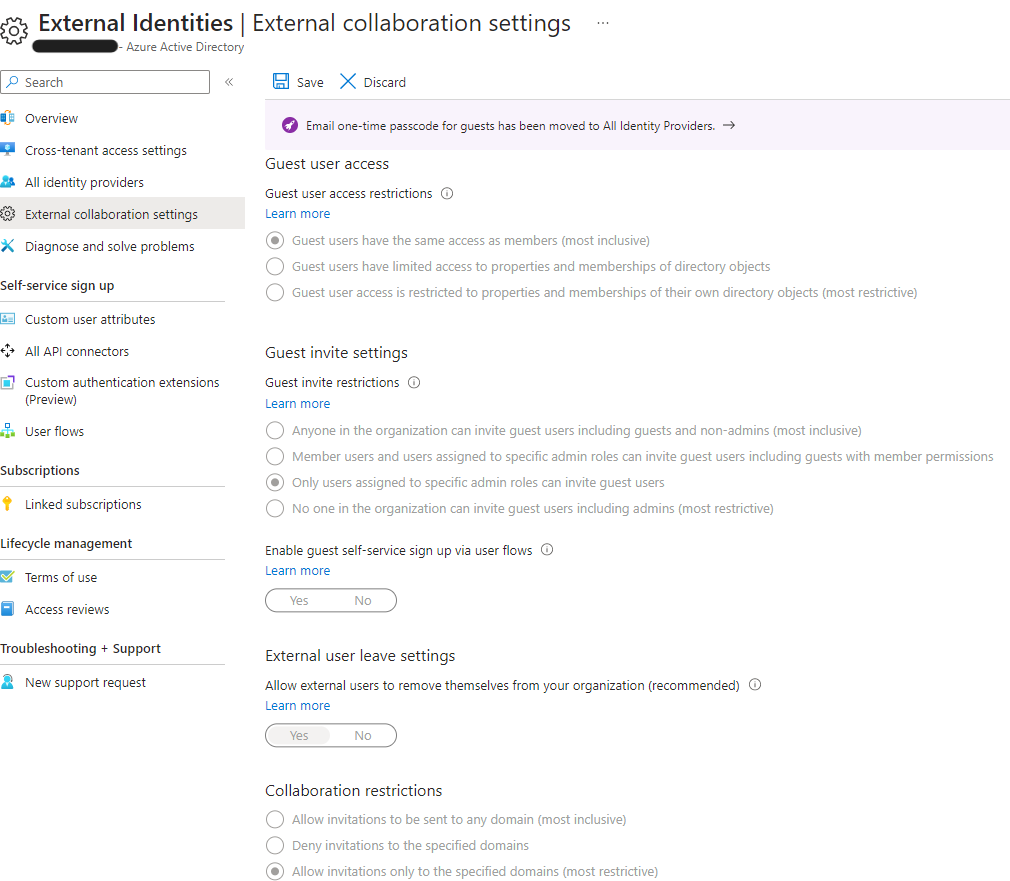 External Identities | External collaboration settings ...
- Azure Active Directory
Search
«
Overview
Cross-tenant access settings
All identity providers
External collaboration settings
Diagnose and solve problems
Self-service sign up
Custom user attributes
All API connectors
Custom authentication extensions
(Preview)
User flows
Subscriptions
Linked subscriptions
Lifecycle management
Terms of use
Access reviews
Troubleshooting + Support
New support request
Save Discard
Email one-time passcode for guests has been moved to All Identity Providers. →
Guest user access
Guest user access restrictions
Learn more
Guest users have the same access as members (most inclusive)
Guest users have limited access to properties and memberships of directory objects
Guest user access is restricted to properties and memberships of their own directory objects (most restrictive)
Guest invite settings
Guest invite restrictions
Learn more
Anyone in the organization can invite guest users including guests and non-admins (most inclusive)
Member users and users assigned to specific admin roles can invite guest users including guests with member permissions
Only users assigned to specific admin roles can invite guest users
No one in the organization can invite guest users including admins (most restrictive)
Enable guest self-service sign up via user flows
Learn more
Yes No
External user leave settings
Allow external users to remove themselves from your organization (recommended)
Learn more
Yes No
Collaboration restrictions
Allow invitations to be sent to any domain (most inclusive)
Deny invitations to the specified domains
Allow invitations only to the specified domains (most restrictive)